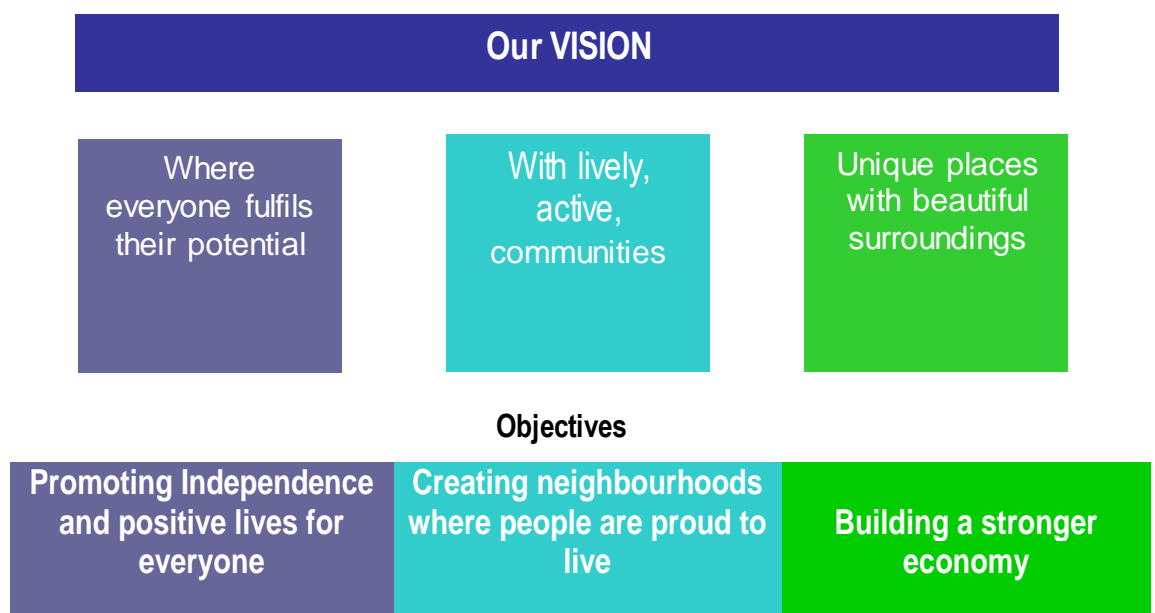 Our VISION
Where
everyone fulfils
their potential
With lively,
active,
communities
Unique places
with beautiful
surroundings
Objectives
Promoting Independence
and positive lives for
everyone
Creating neighbourhoods
where people are proud to
live
Building a stronger
economy